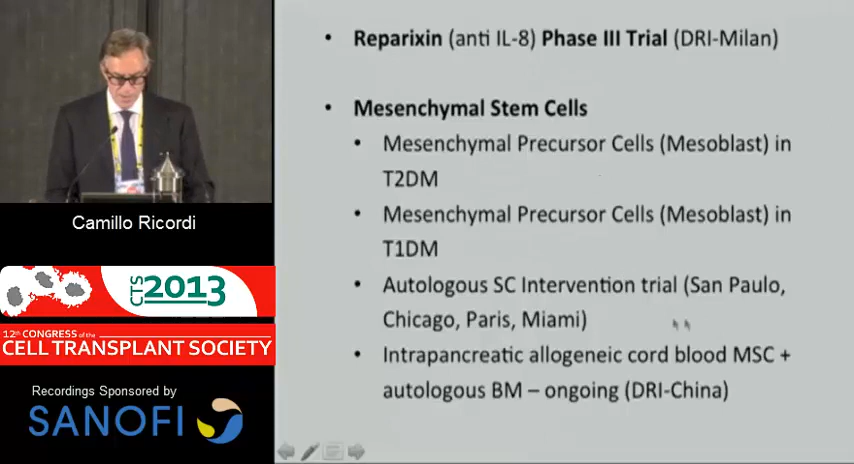 Camillo Ricordi
CTS
2013
12th CONGRESS of the
CELL TRANSPLANT SOCIETY
Recordings Sponsored by
SANOFI
• Reparixin (anti IL-8) Phase III Trial (DRI-Milan)
• Mesenchymal Stem Cells
• Mesenchymal Precursor Cells (Mesoblast) in
T2DM
• Mesenchymal Precursor Cells (Mesoblast) in
T1DM
• Autologous SC Intervention trial (San Paulo,
Chicago, Paris, Miami)
• Intrapancreatic allogeneic cord blood MSC +
autologous BM – ongoing (DRI-China)